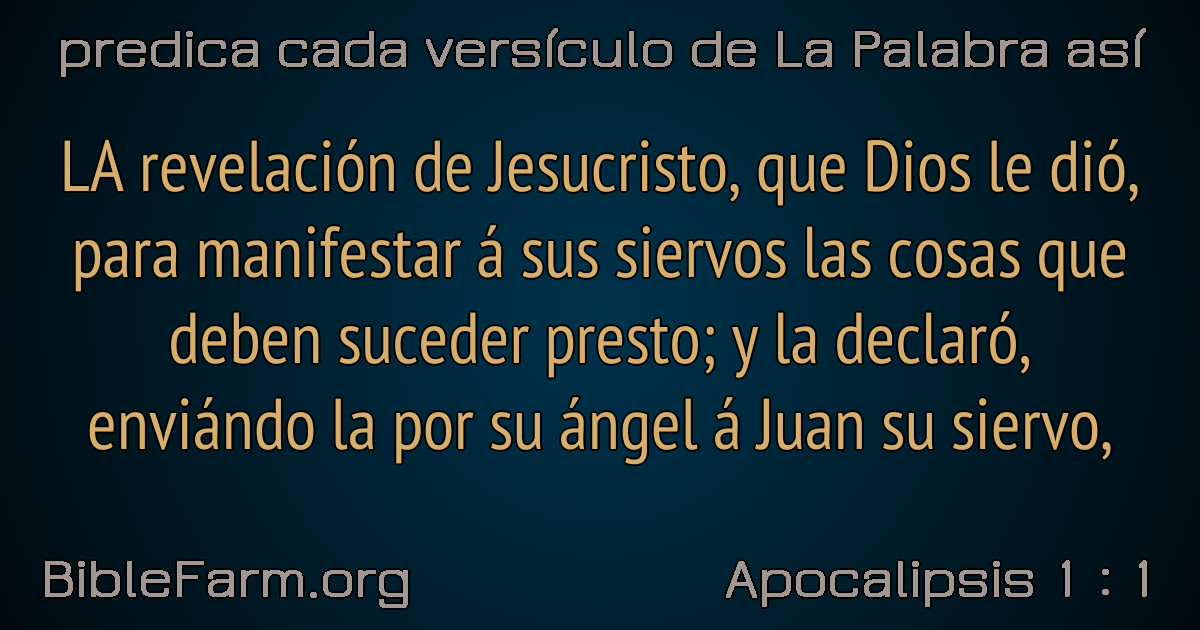 predica cada versículo de La Palabra así
LA revelación de Jesucristo, que Dios le dió,
para manifestar á sus siervos las cosas que
deben suceder presto; y la declaró,
enviándo la por su ángel á Juan su siervo,
BibleFarm.org
Apocalipsis 1 : 1